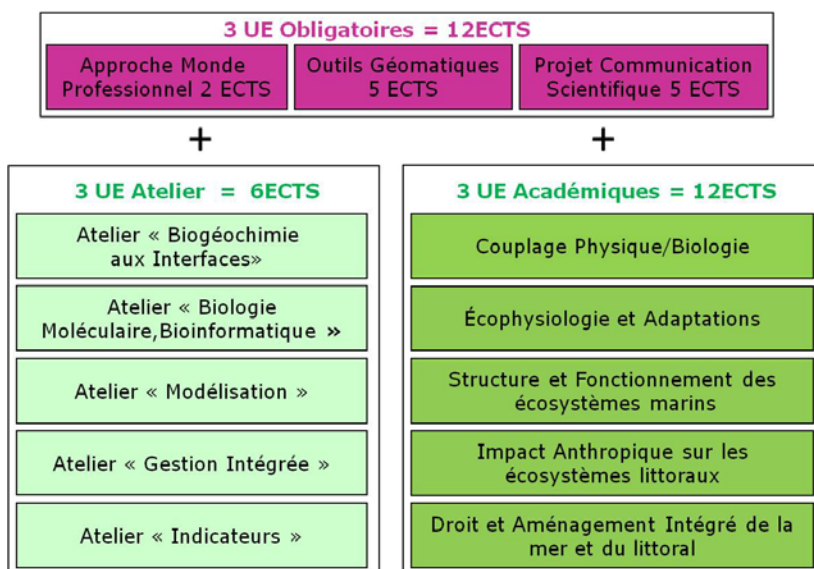 3 UE Obligatoires = 12ECTS
Approche Monde
Professionnel 2 ECTS
Outils Géomatiques
5 ECTS
Projet Communication
Scientifique 5 ECTS
+
+
3 UE Atelier = 6ECTS
Atelier « Biogéochimie
aux Interfaces»
Atelier « Biologie
Moléculaire,Bioinformatique »
Atelier « Modélisation »
Atelier « Gestion Intégrée »
Atelier « Indicateurs »
3 UE Académiques = 12ECTS
Couplage Physique/Biologie
Écophysiologie et Adaptations
Structure et Fonctionnement des
écosystèmes marins
Impact Anthropique sur les
écosystèmes littoraux
Droit et Aménagement Intégré de la
mer et du littoral